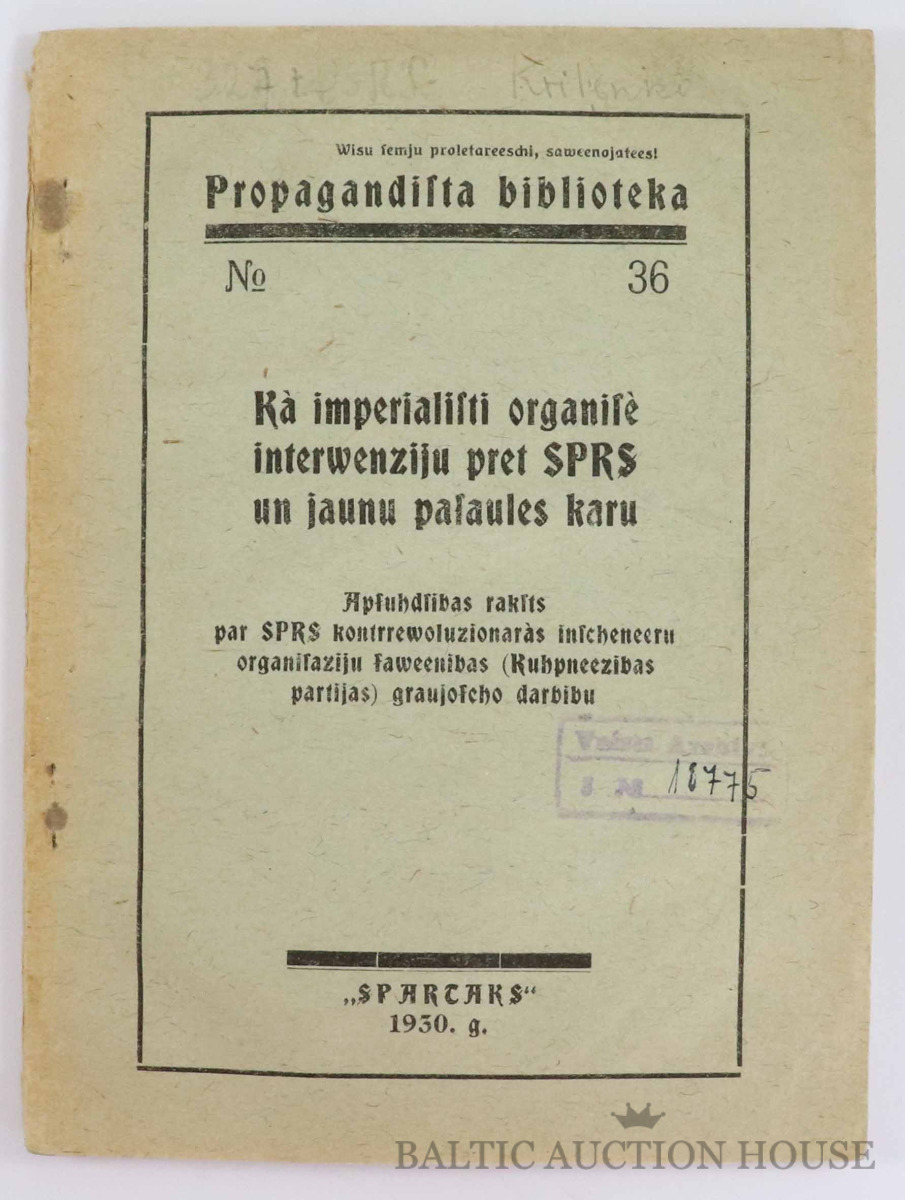 Wisu ſemju proletareeschi, saweenojatees!
Propagandiſta biblioteka
№ 36
Kà imperialiſti organiſè
interwenziju pret SPRS
un jaunu paſaules karu
Apſuhdſibas rakſts
par SPRS kontrrewoluzionaràs inſcheneeru
organiſaziju ſaweenibas (Ruhpneezibas
partijas) graujoſcho darbibu
18775
„SPARTAKS“
1930. g.
BALTIC AUCTION HOUSE